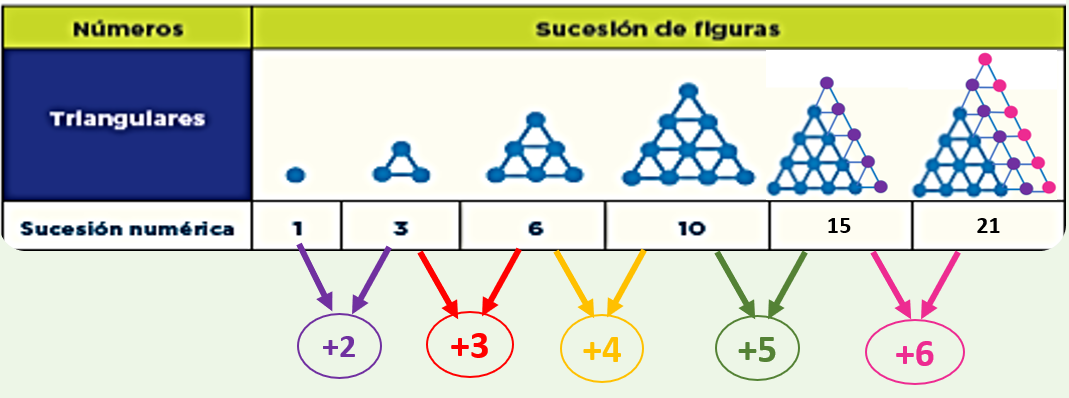 Números Sucesión de figuras
Triangulares
Sucesión numérica 1 3 6 10 15 21
+2 +3 +4 +5 +6